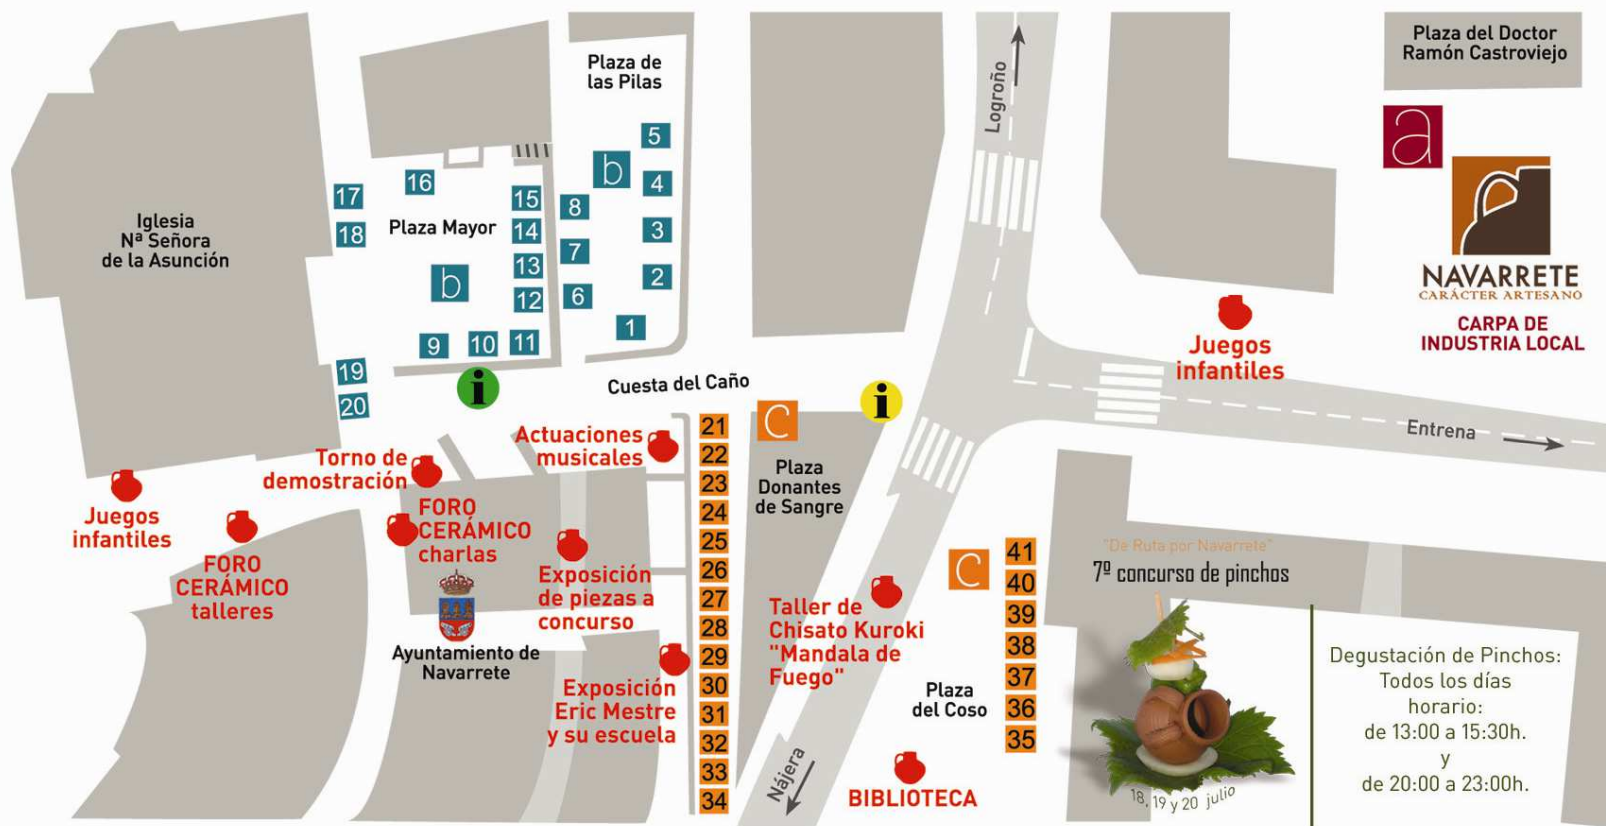 Plaza de
las Pilas
Logroño
Plaza del Doctor
Ramón Castroviejo
a
5
b
4
16
17
15
8
18
Plaza Mayor
14
3
Iglesia
Nª Señora
de la Asunción
7
13
2
b
12
6
1
9
10
11
NAVARRETE
CARÁCTER ARTESANO
CARPA DE
INDUSTRIA LOCAL
Juegos
infantiles
19
20
i
Cuesta del Caño
i
C
Entrena
21
22
23
24
25
26
27
28
29
30
31
32
33
34
Actuaciones
musicales
Torno de
demostración
Plaza
Donantes
de Sangre
Juegos
infantiles
FORO
CERÁMICO
charlas
FORO
CERÁMICO
talleres
Exposición
de piezas a
concurso
Ayuntamiento de
Navarrete
Exposición
Eric Mestre
y su escuela
Taller de
Chisato Kuroki
"Mandala de
Fuego"
C
41
40
39
38
37
36
35
Plaza
del Coso
Nájera
BIBLIOTECA
"De Ruta por Navarrete"
7º concurso de pinchos
18, 19 y 20 julio
Degustación de Pinchos:
Todos los días
horario:
de 13:00 a 15:30h.
y
de 20:00 a 23:00h.